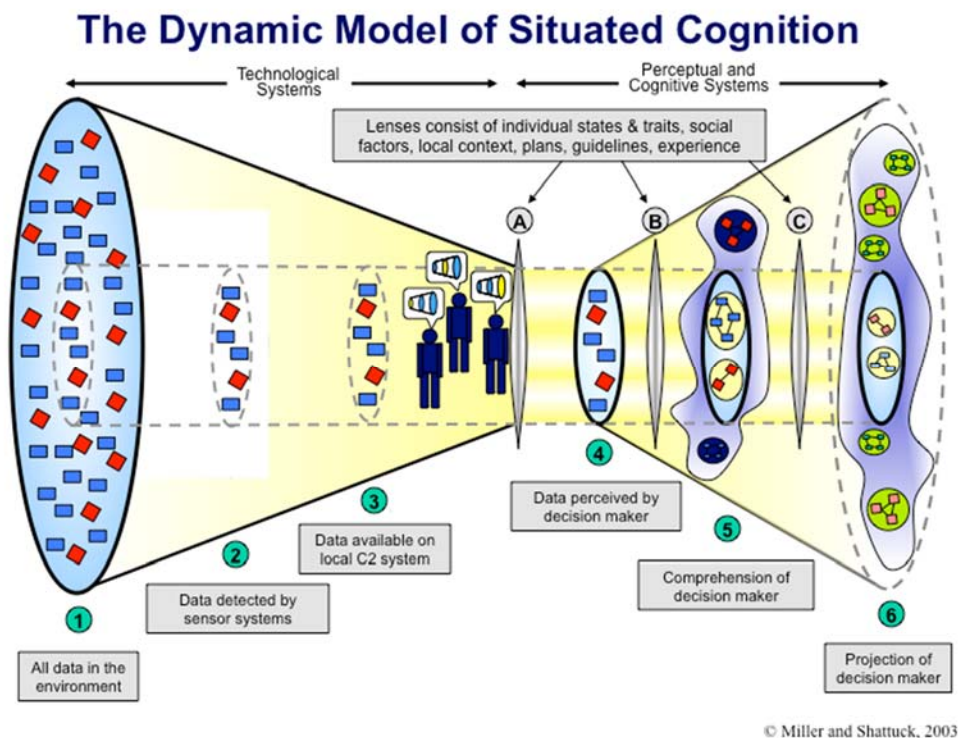 The Dynamic Model of Situated Cognition
Technological
Systems
Perceptual and
Cognitive Systems
Lenses consist of individual states & traits, social
factors, local context, plans, guidelines, experience
A
B
C
4
Data perceived by
decision maker
3
Data available on
local C2 system
5
Comprehension of
decision maker
2
Data detected by
sensor systems
1
All data in the
environment
6
Projection of
decision maker
© Miller and Shattuck, 2003